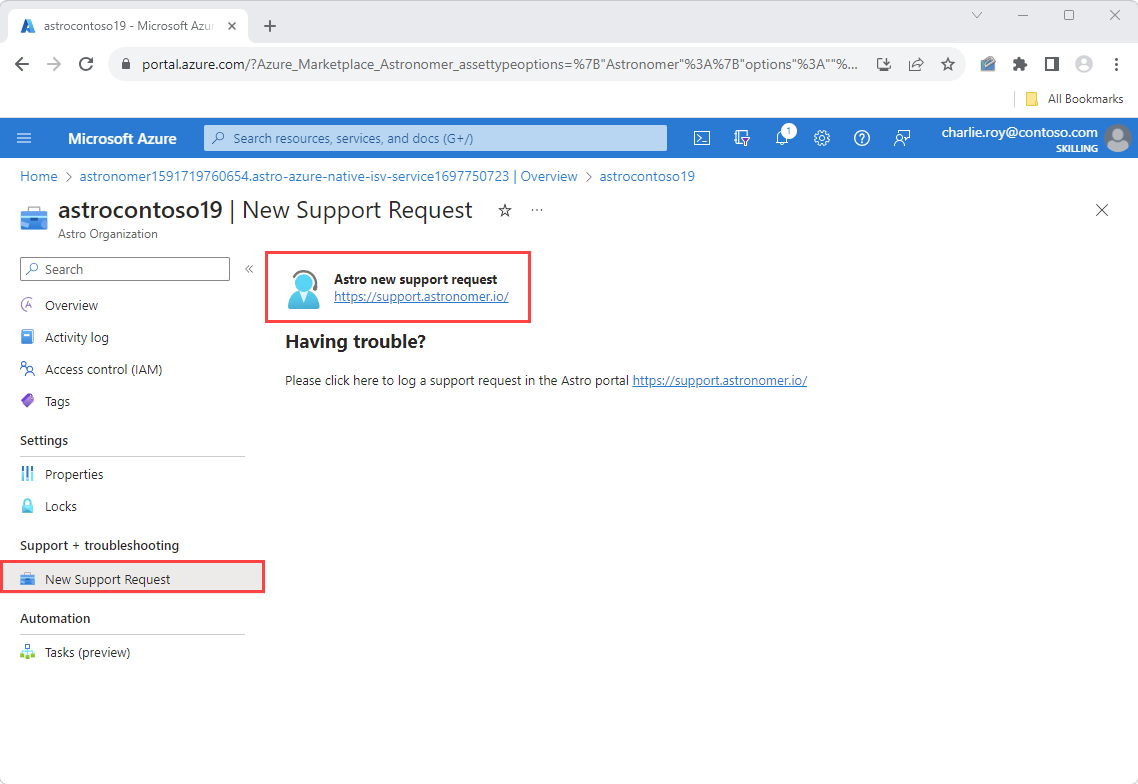 astrocontoso19 - Microsoft Azur
portal.azure.com/?Azure_Marketplace_Astronomer_assettypeoptions=%7B"Astronomer"%3A%7B"options"%3A""%...
All Bookmarks
Microsoft Azure
Search resources, services, and docs (G+/)
1
charlie.roy@contoso.com
SKILLING
Home > astronomer1591719760654.astro-azure-native-isv-service1697750723 | Overview > astrocontoso19
astrocontoso19 | New Support Request
Astro Organization
Search
Overview
Activity log
Access control (IAM)
Tags
Settings
Properties
Locks
Support + troubleshooting
New Support Request
Automation
Tasks (preview)
Astro new support request
https://support.astronomer.io/
Having trouble?
Please click here to log a support request in the Astro portal https://support.astronomer.io/